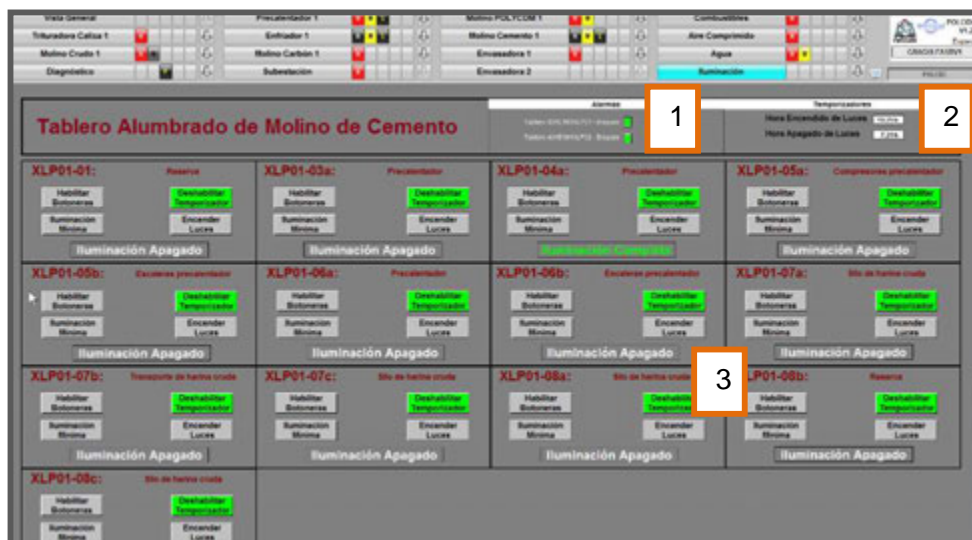 Vista General Precalentador 1 Molino POLYCOM 1 Combustibles
Trituradora Caliza 1 Enfriador 1 Molino Cemento 1 Aire Comprimido
Molino Crudo 1 Molino Carbón 1 Envasadora 1 Agua
Diagnóstico Subestación Envasadora 2 Iluminación
Tablero Alumbrado de Molino de Cemento
Alarmas
1
Temporizadores
Hora Encendido de Luces
Hora Apagado de Luces
2
XLP01-01: Reserva XLP01-03a: Precalentador XLP01-04a: Precalentador XLP01-05a: Compresores precalentador
Habilitar Botoneras Deshabilitar Temporizador Habilitar Botoneras Deshabilitar Temporizador Habilitar Botoneras Deshabilitar Temporizador Habilitar Botoneras Deshabilitar Temporizador
Iluminación Mínima Encender Luces Iluminación Mínima Encender Luces Iluminación Mínima Encender Luces Iluminación Mínima Encender Luces
Iluminación Apagado Iluminación Apagado Iluminación Completa Iluminación Apagado
XLP01-05b: Escaleras precalentador XLP01-06a: Precalentador XLP01-06b: Escaleras precalentador XLP01-07a: Silo de harina cruda
Habilitar Botoneras Deshabilitar Temporizador Habilitar Botoneras Deshabilitar Temporizador Habilitar Botoneras Deshabilitar Temporizador Habilitar Botoneras Deshabilitar Temporizador
Iluminación Mínima Encender Luces Iluminación Mínima Encender Luces Iluminación Mínima Encender Luces Iluminación Mínima Encender Luces
Iluminación Apagado Iluminación Apagado Iluminación Apagado Iluminación Apagado
3
XLP01-07b: Transporte de harina cruda XLP01-07c: Silo de harina cruda XLP01-08a: Silo de harina cruda XLP01-08b: Reserva
Habilitar Botoneras Deshabilitar Temporizador Habilitar Botoneras Deshabilitar Temporizador Habilitar Botoneras Deshabilitar Habilitar Botoneras Deshabilitar Temporizador
Iluminación Mínima Encender Luces Iluminación Mínima Encender Luces Iluminación Mínima Encender Luces Iluminación Mínima Encender Luces
Iluminación Apagado Iluminación Apagado Iluminación Apagado Iluminación Apagado
XLP01-08c: Silo de harina cruda
Habilitar Botoneras Deshabilitar Temporizador
Iluminación Mínima Encender Luces